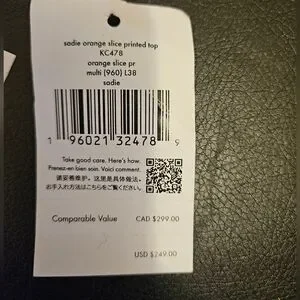 sadie orange slice printed top
KC478
orange slice pr
multi (960) L38
sadie
1 96021 32478 9
Take good care. Here's how.
Prenez-en bien soin. Voici comment.
请妥善维护。这里是具体做法。
お手入れ方法はこちらをご覧ください。
Comparable Value CAD $299.00
USD $249.00